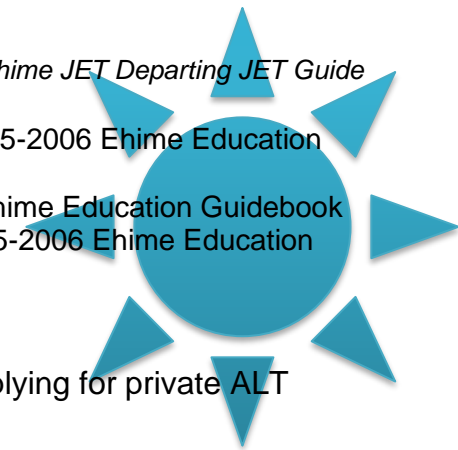 hime JET Departing JET Guide
5-2006 Ehime Education
hime Education Guidebook
5-2006 Ehime Education
plying for private ALT